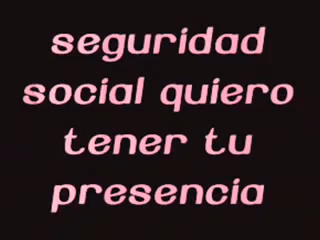 seguridad
social quiero
tener tu
presencia